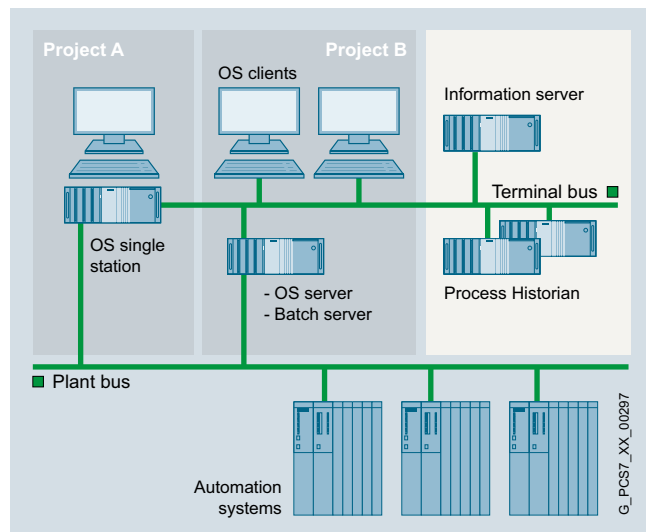 Project A
Project B
OS clients
Information server
Terminal bus
OS single
station
- OS server
- Batch server
Process Historian
Plant bus
Automation
systems
G_PCS7_XX_00297